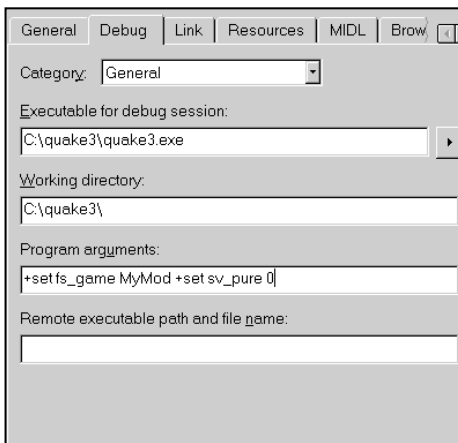 General Debug Link Resources MIDL Brow
Category: General
Executable for debug session:
C:\quake3\quake3.exe
Working directory:
C:\quake3\
Program arguments:
+set fs_game MyMod +set sv_pure 0
Remote executable path and file name: